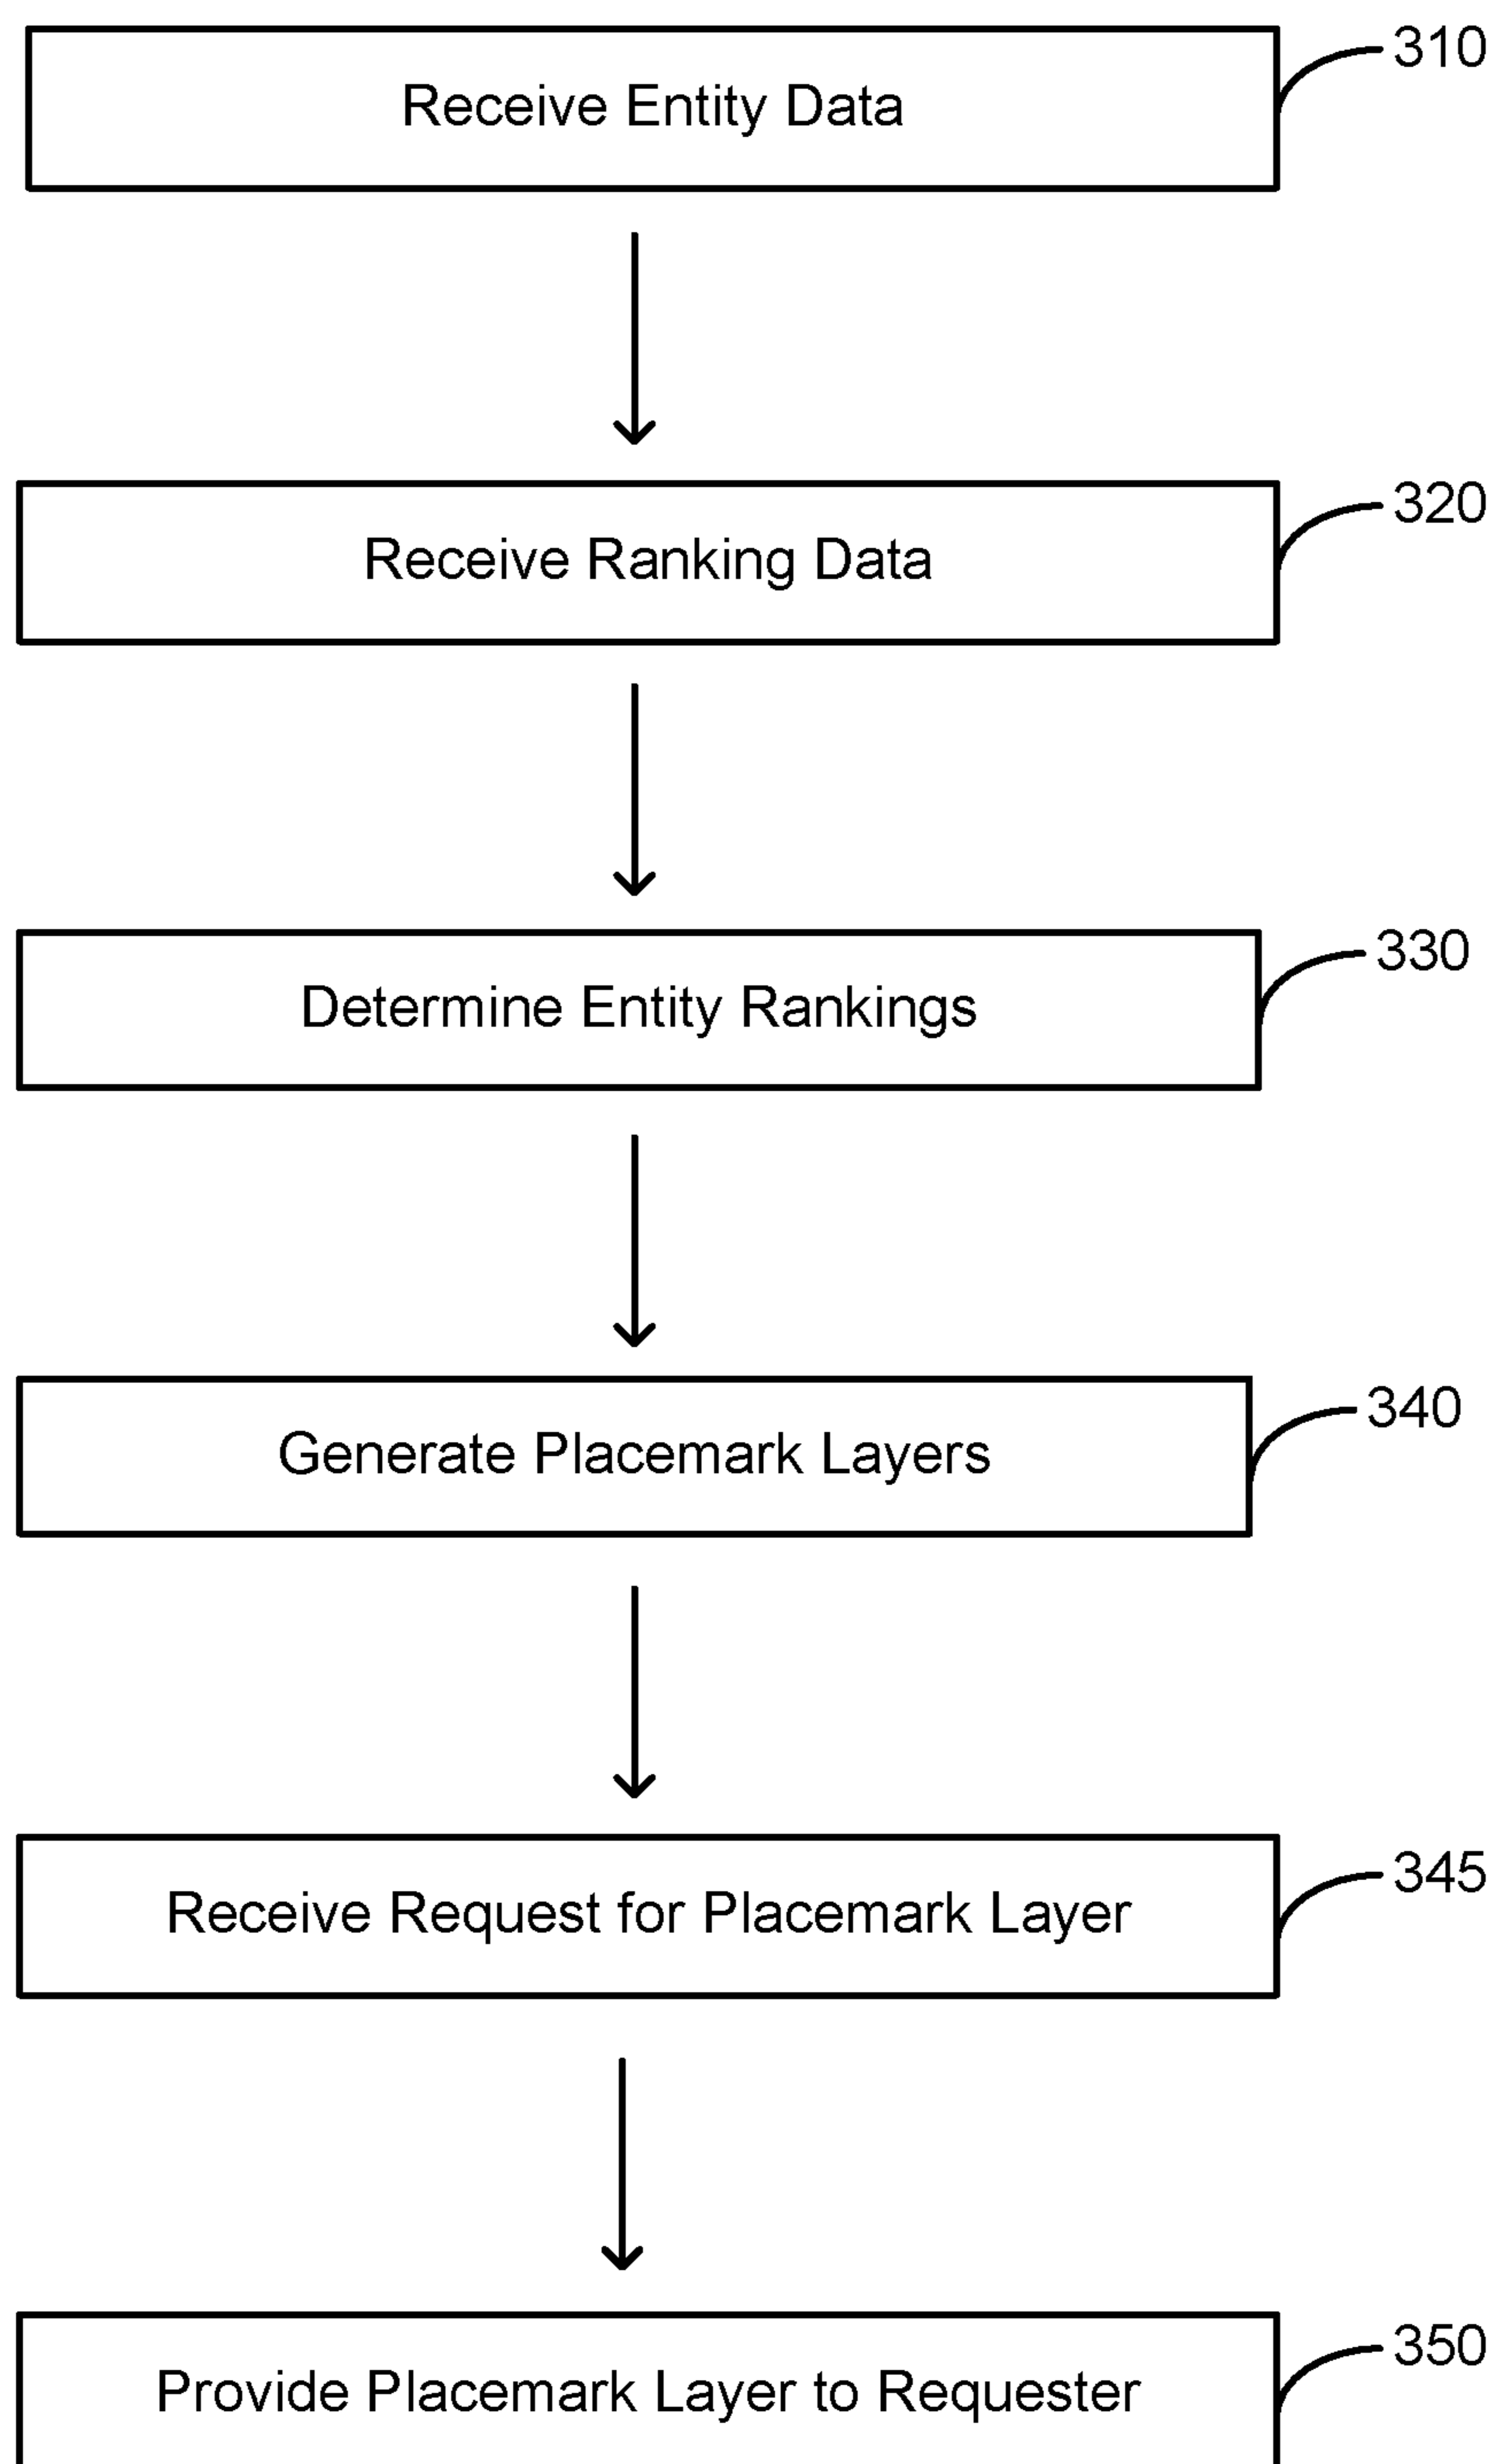 310
Receive Entity Data
320
Receive Ranking Data
330
Determine Entity Rankings
340
Generate Placemark Layers
345
Receive Request for Placemark Layer
350
Provide Placemark Layer to Requester